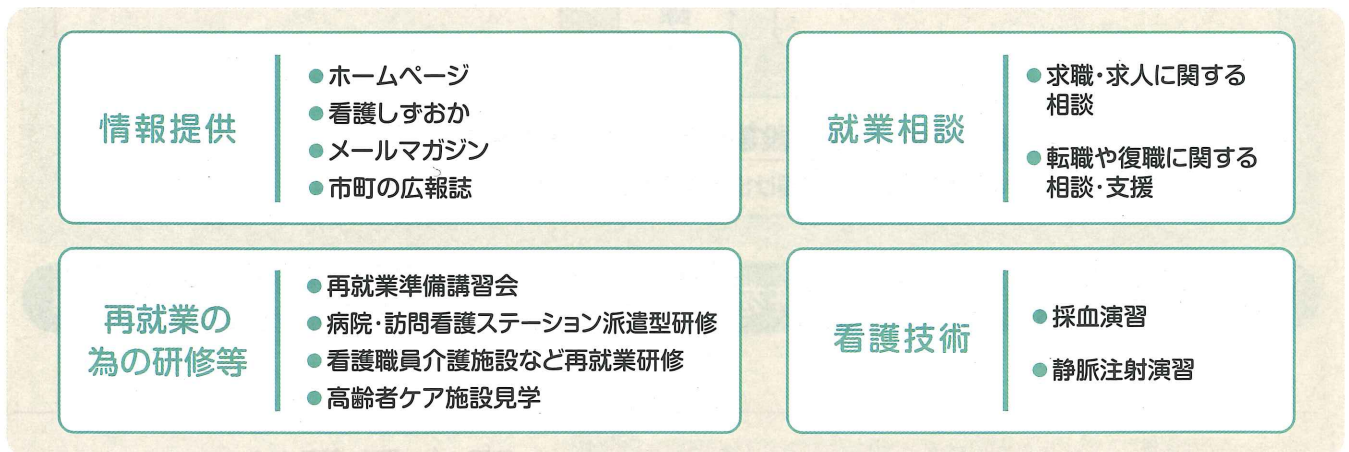 情報提供
●ホームページ
●看護しずおか
●メールマガジン
●市町の広報誌
就業相談
●求職・求人に関する
相談
●転職や復職に関する
相談・支援
再就業の
為の研修等
●再就業準備講習会
●病院・訪問看護ステーション派遣型研修
●看護職員介護施設など再就業研修
●高齢者ケア施設見学
看護技術
●採血演習
●静脈注射演習